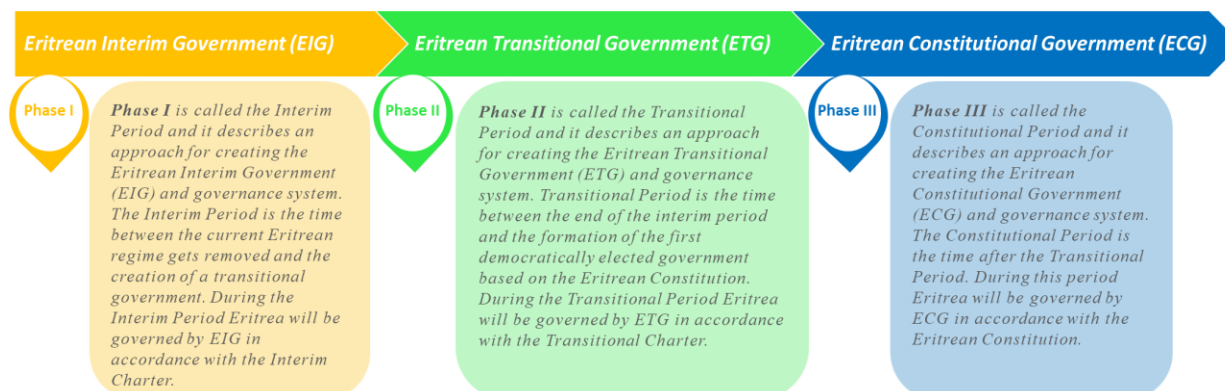 Eritrean Interim Government (EIG)
Eritrean Transitional Government (ETG)
Eritrean Constitutional Government (ECG)
Phase I
Phase I is called the Interim
Period and it describes an
approach for creating the
Eritrean Interim Government
(EIG) and governance system.
The Interim Period is the time
between the current Eritrean
regime gets removed and the
creation of a transitional
government. During the
Interim Period Eritrea will be
governed by EIG in
accordance with the Interim
Charter.
Phase II
Phase II is called the Transitional
Period and it describes an approach
for creating the Eritrean Transitional
Government (ETG) and governance
system. Transitional Period is the time
between the end of the interim period
and the formation of the first
democratically elected government
based on the Eritrean Constitution.
During the Transitional Period Eritrea
will be governed by ETG in accordance
with the Transitional Charter.
Phase III
Phase III is called the
Constitutional Period and it
describes an approach for
creating the Eritrean
Constitutional Government
(ECG) and governance system.
The Constitutional Period is
the time after the Transitional
Period. During this period
Eritrea will be governed by
ECG in accordance with the
Eritrean Constitution.